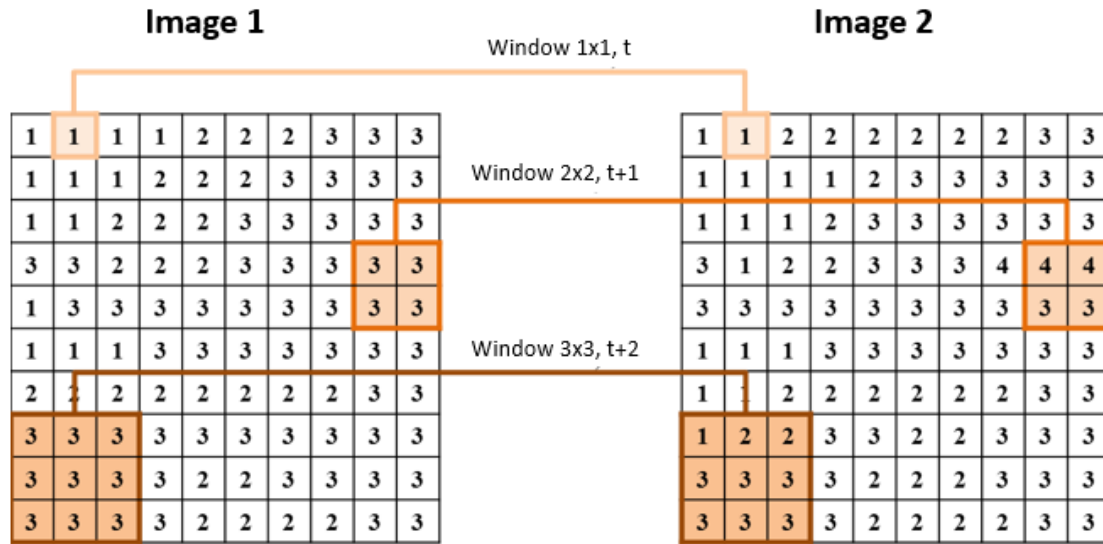 Image 1 Image 2
Window 1x1, t
1 1 1 1 2 2 2 3 3 3 1 1 2 2 2 2 2 2 3 3
1 1 1 2 2 2 3 3 3 3 Window 2x2, t+1 1 1 1 1 2 3 3 3 3 3
1 1 2 2 2 3 3 3 3 3 1 1 1 2 3 3 3 3 3 3
3 3 2 2 2 3 3 3 3 3 3 1 2 2 3 3 3 4 4 4
1 3 3 3 3 3 3 3 3 3 3 3 3 3 3 3 3 3 3 3
1 1 1 3 3 3 3 3 3 3 Window 3x3, t+2 1 1 1 3 3 3 3 3 3 3
2 2 2 2 2 2 2 2 3 3 1 1 2 2 2 2 2 2 3 3
3 3 3 3 3 3 3 3 3 3 1 2 2 3 3 2 2 3 3 3
3 3 3 3 2 2 3 3 3 3 3 3 3 3 2 2 2 3 3 3
3 3 3 3 2 2 2 2 3 3 3 3 3 3 2 2 2 2 3 3